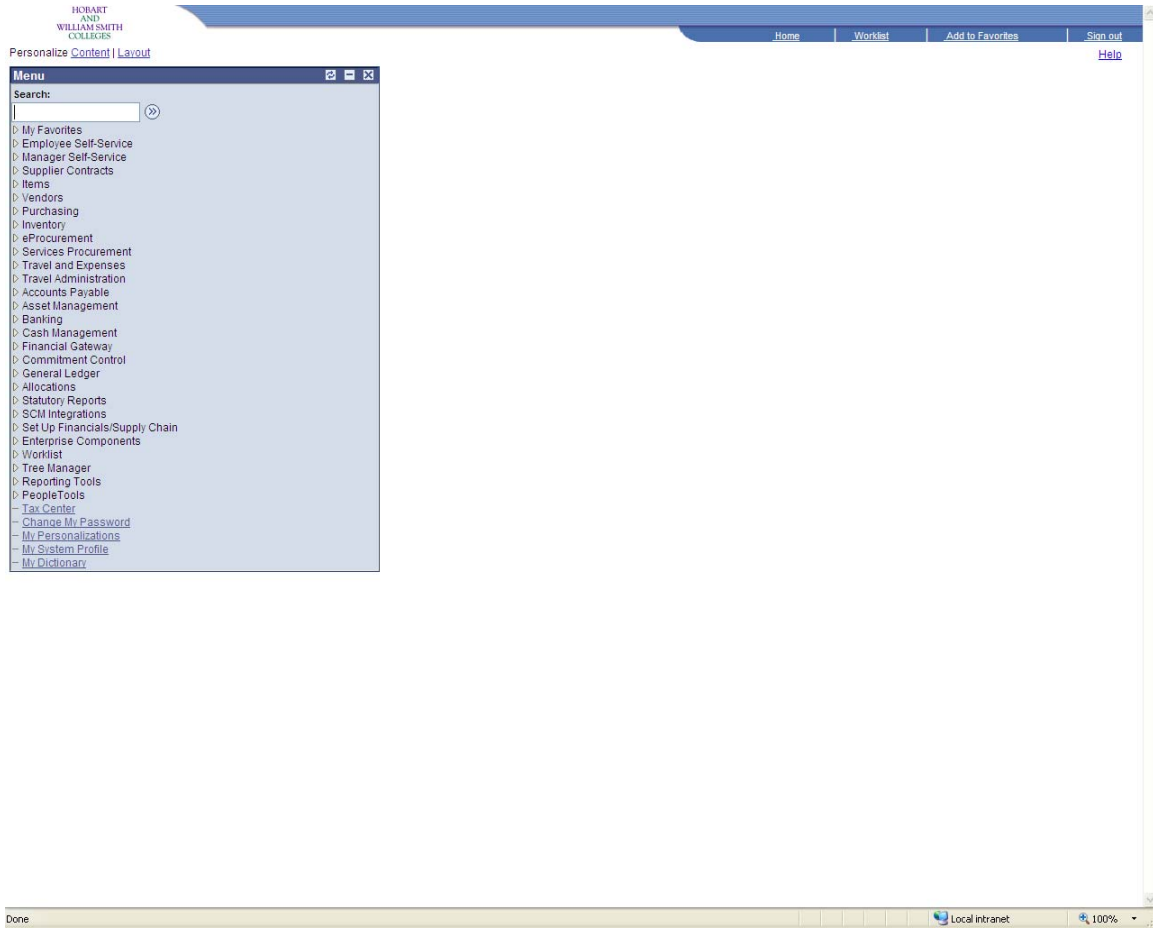 HOBART
AND
WILLIAM SMITH
COLLEGES
Home Worklist Add to Favorites Sign out
Personalize Content | Layout
Help
Menu
Search:
My Favorites
Employee Self-Service
Manager Self-Service
Supplier Contracts
Items
Vendors
Purchasing
Inventory
eProcurement
Services Procurement
Travel and Expenses
Travel Administration
Accounts Payable
Asset Management
Banking
Cash Management
Financial Gateway
Commitment Control
General Ledger
Allocations
Statutory Reports
SCM Integrations
Set Up Financials/Supply Chain
Enterprise Components
Worklist
Tree Manager
Reporting Tools
PeopleTools
– Tax Center
– Change My Password
– My Personalizations
– My System Profile
– My Dictionary
Done Local intranet 100%